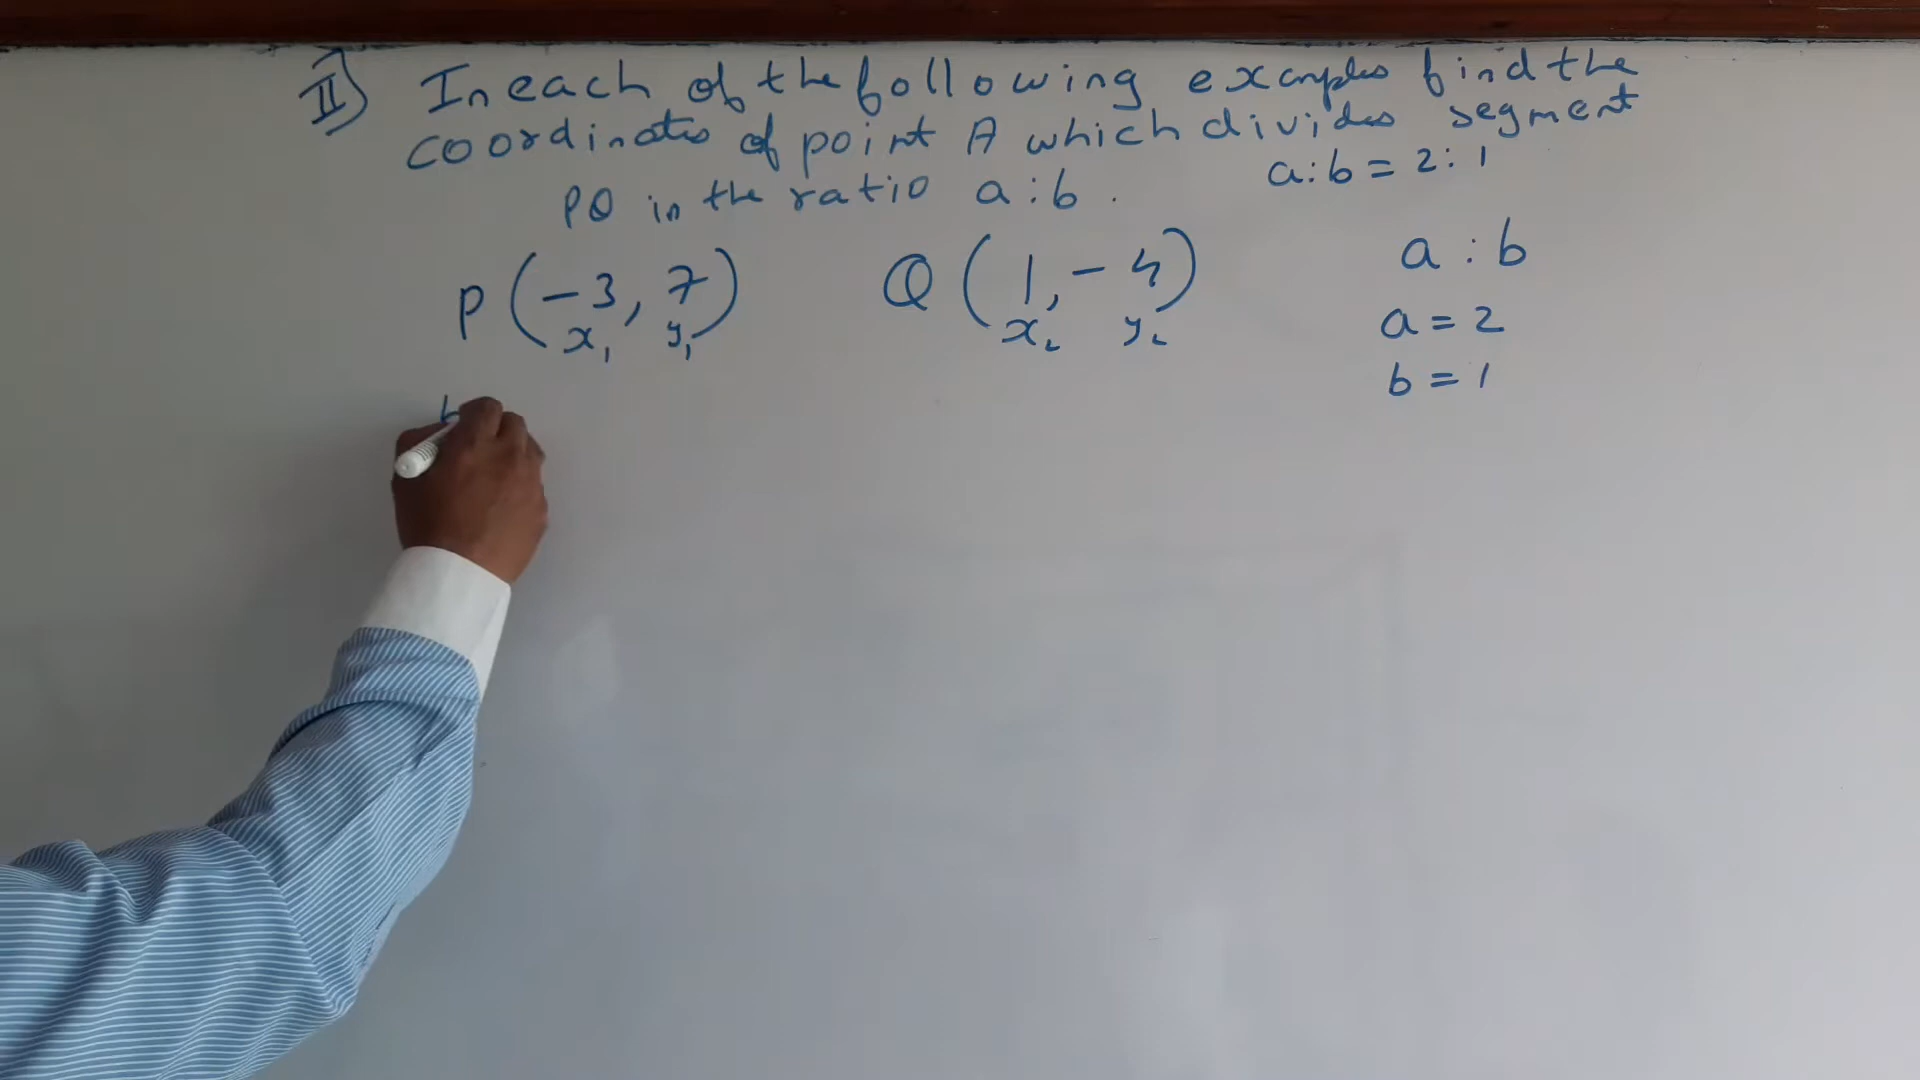 II) In each of the following examples find the
coordinates of point A which divides segment
PQ in the ratio a : b .
a : b = 2 : 1
P ( -3 , 7 ) Q ( 1 , - 4 ) a : b
x₁ y₁ x₂ y₂ a = 2
b = 1